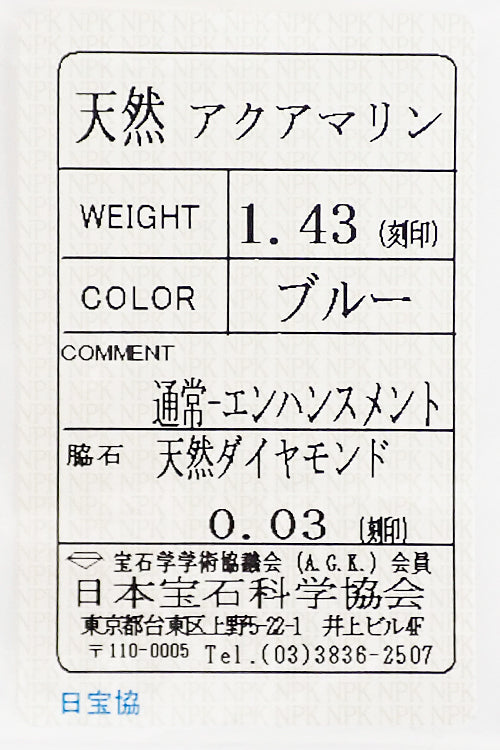 天然 アクアマリン
WEIGHT 1.43 (刻印)
COLOR ブルー
COMMENT
通常-エンハンスメント
脇石 天然ダイヤモンド
0.03 (刻印)
宝石学学術協議会 (A.G.K.) 会員
日本宝石科学協会
東京都台東区上野5-22-1 井上ビル4F
〒110-0005 Tel.(03)3836-2507
日宝協